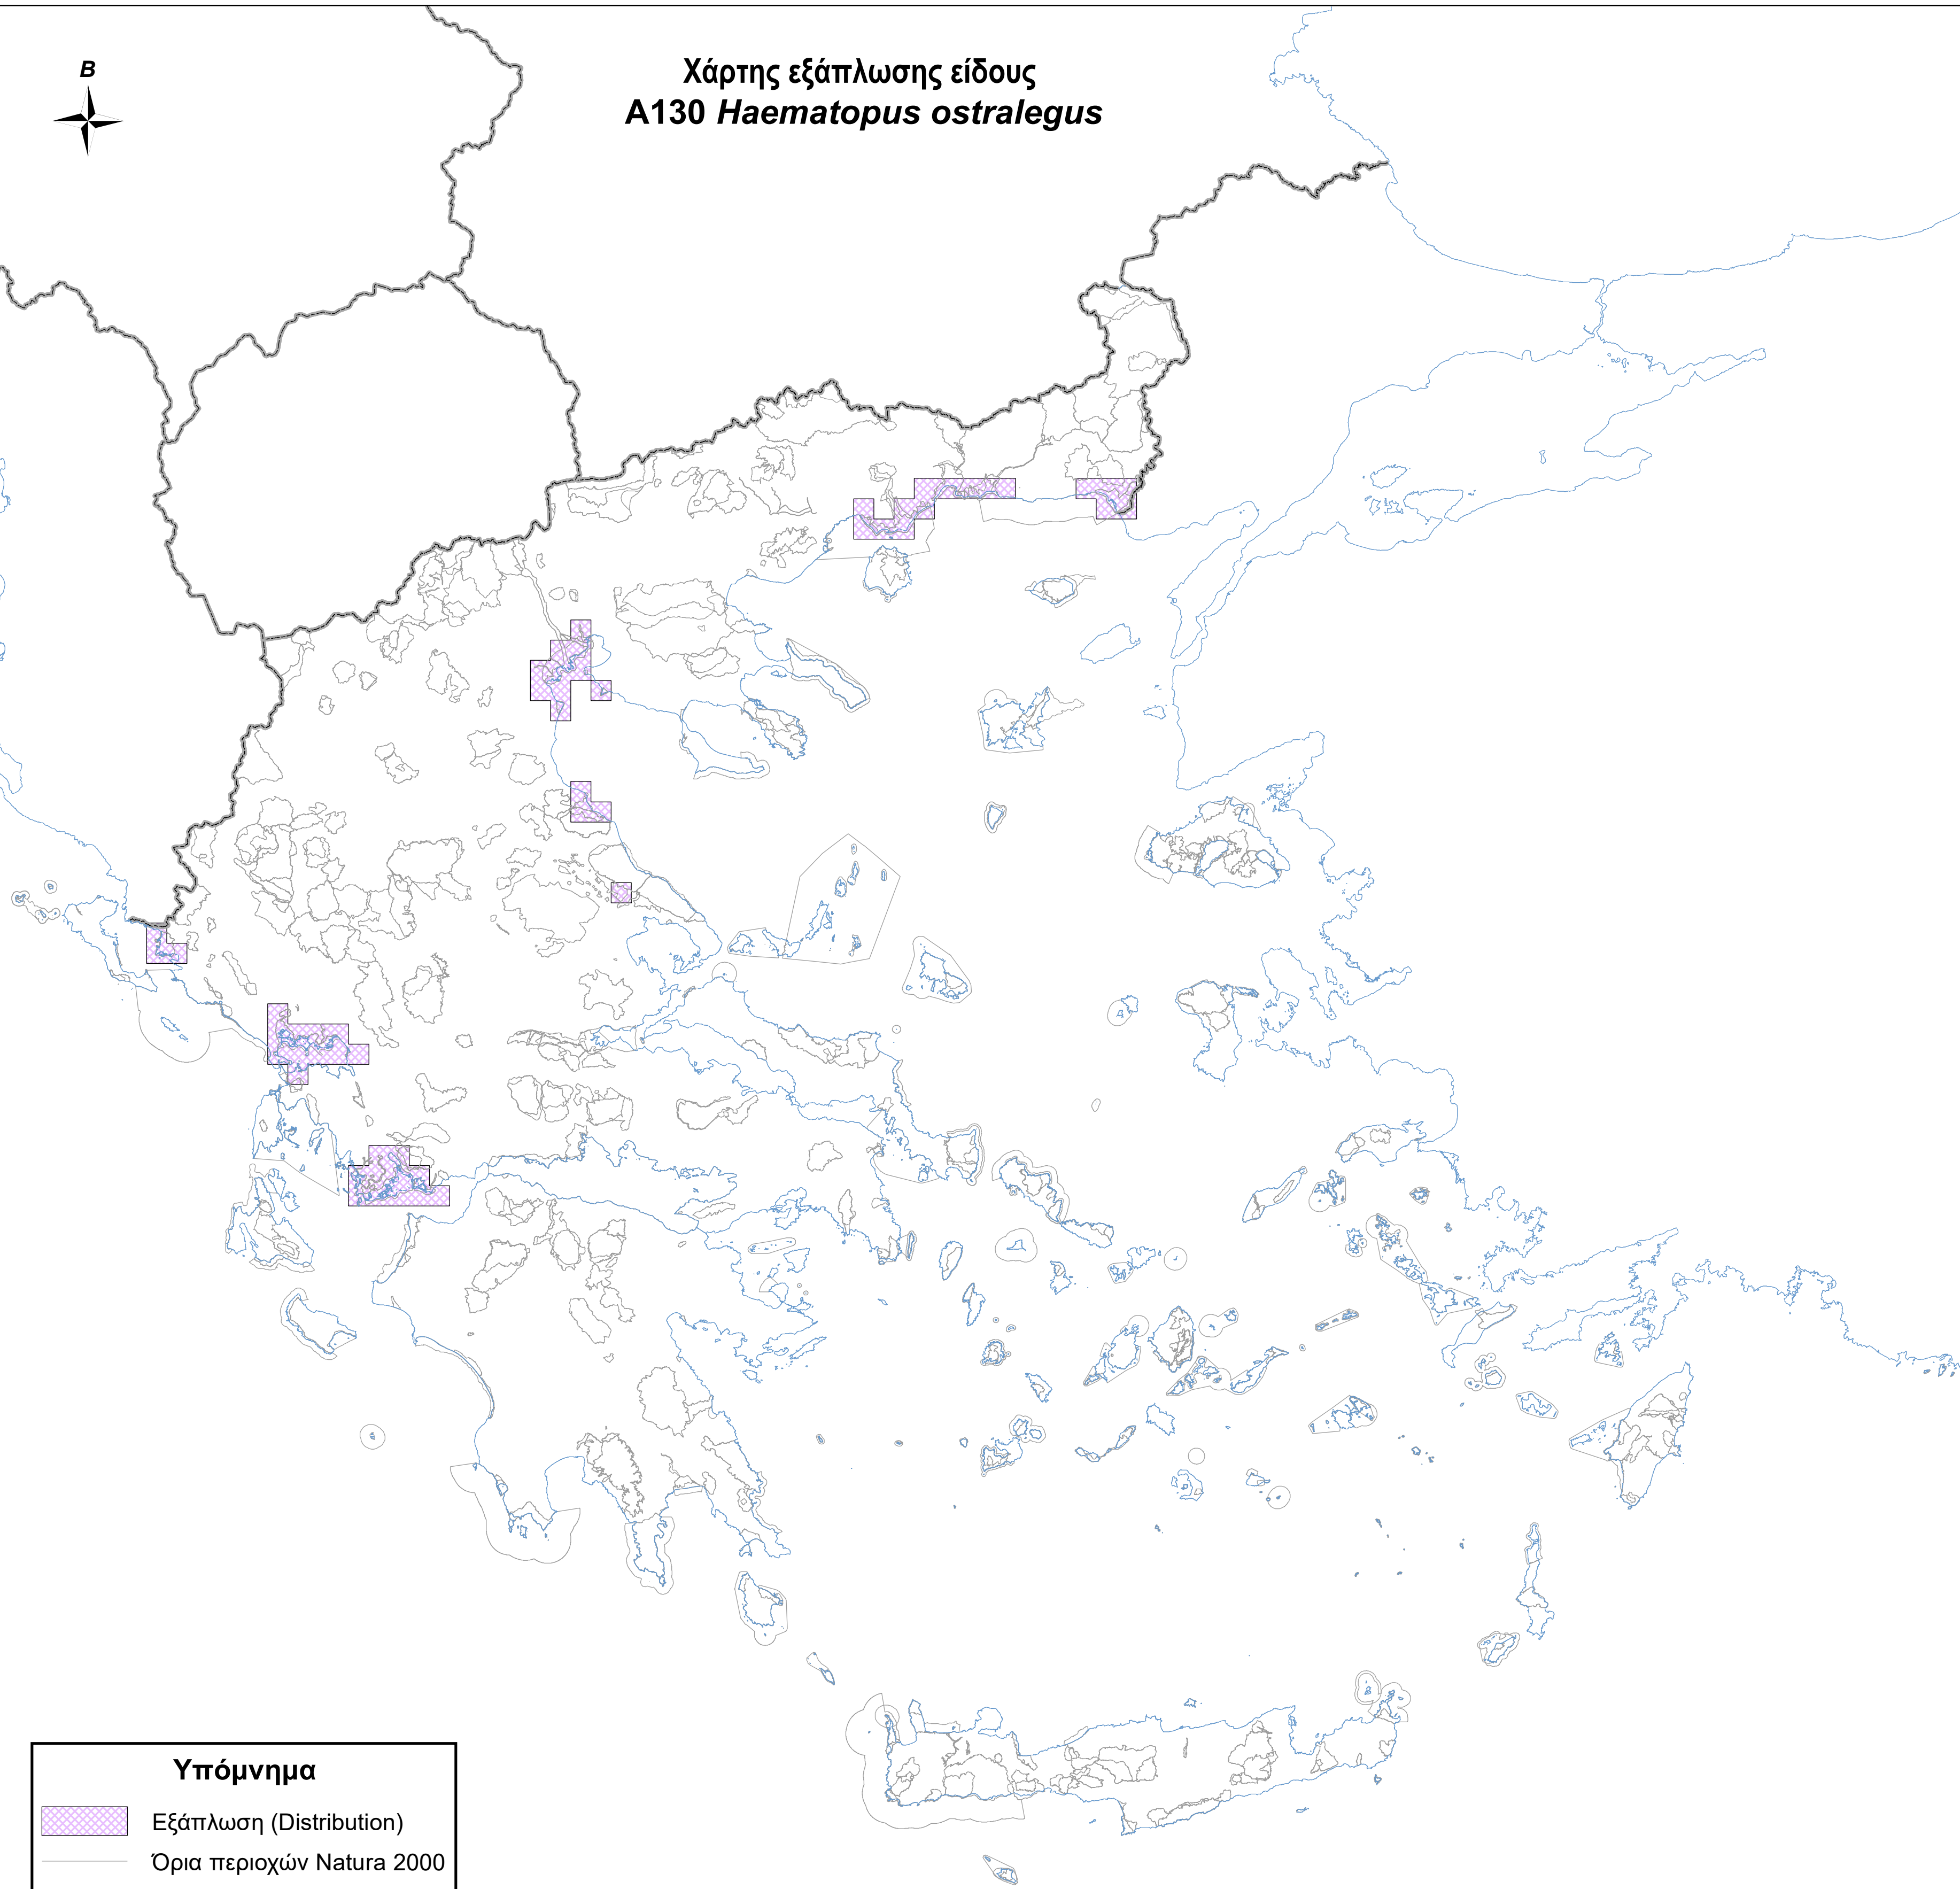 Β
Χάρτης εξάπλωσης είδους
A130 Haematopus ostralegus
Υπόμνημα
Εξάπλωση (Distribution)
Όρια περιοχών Natura 2000